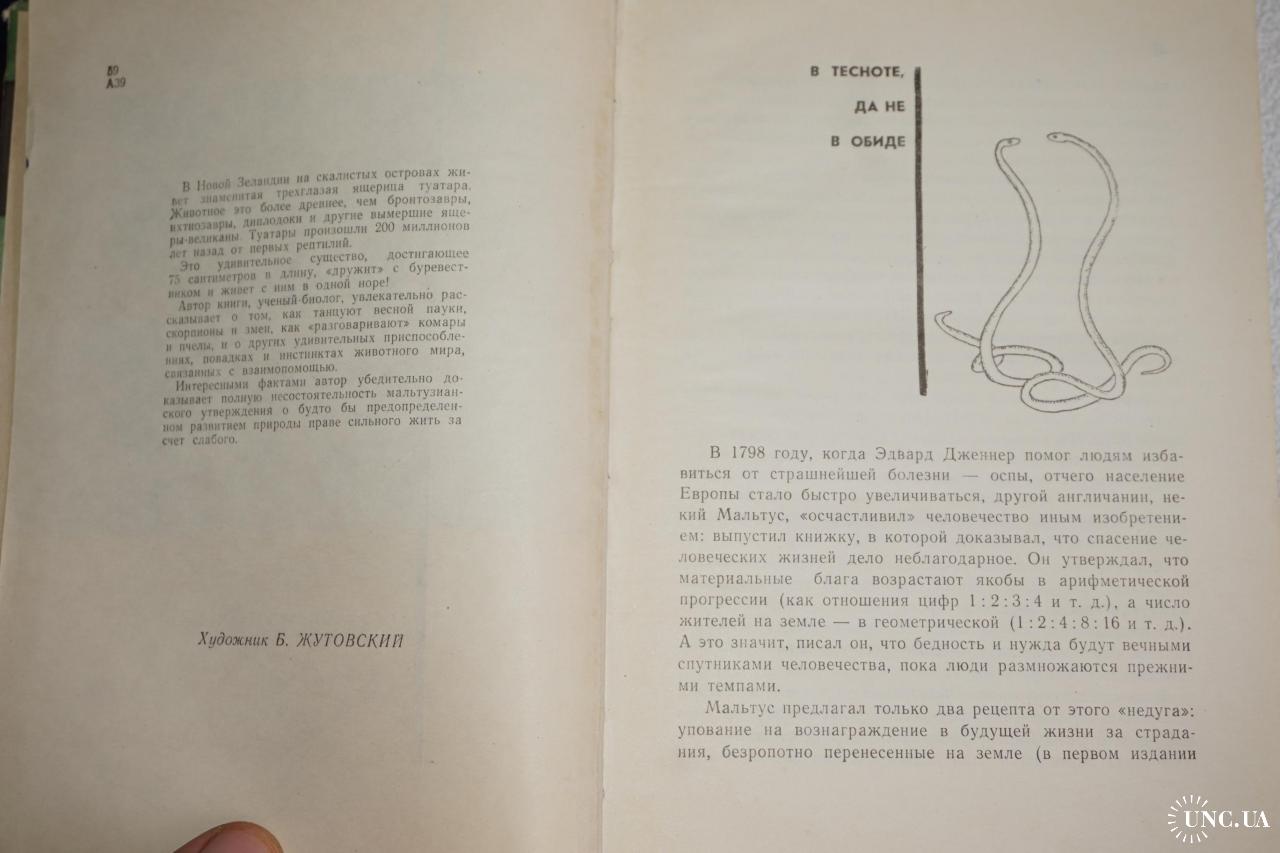 59
А39
В Новой Зеландии на скалистых островах жи-
вет знаменитая трехглазая ящерица туатара.
Животное это более древнее, чем бронтозавры,
ихтиозавры, диплодоки и другие вымершие яще-
ры-великаны. Туатары произошли 200 миллионов
лет назад от первых рептилий.
Это удивительное существо, достигающее
75 сантиметров в длину, «дружит» с буревест-
ником и живет с ним в одной норе!
Автор книги, ученый-биолог, увлекательно рас-
сказывает о том, как танцуют весной пауки,
скорпионы и змеи, как «разговаривают» комары
и пчелы, и о других удивительных приспособле-
ниях, повадках и инстинктах животного мира,
связанных с взаимопомощью.
Интересными фактами автор убедительно до-
казывает полную несостоятельность мальтузиан-
ского утверждения о будто бы предопределен-
ном развитием природы праве сильного жить за
счет слабого.
Художник Б. ЖУТОВСКИЙ
В ТЕСНОТЕ,
ДА НЕ
В ОБИДЕ
В 1798 году, когда Эдвард Дженнер помог людям изба-
виться от страшнейшей болезни — оспы, отчего население
Европы стало быстро увеличиваться, другой англичанин, не-
кий Мальтус, «осчастливил» человечество иным изобретени-
ем: выпустил книжку, в которой доказывал, что спасение че-
ловеческих жизней дело неблагодарное. Он утверждал, что
материальные блага возрастают якобы в арифметической
прогрессии (как отношения цифр 1:2:3:4 и т. д.), а число
жителей на земле — в геометрической (1:2:4:8:16 и т. д.).
А это значит, писал он, что бедность и нужда будут вечными
спутниками человечества, пока люди размножаются прежни-
ми темпами.
Мальтус предлагал только два рецепта от этого «недуга»:
упование на вознаграждение в будущей жизни за страда-
ния, безропотно перенесенные на земле (в первом издании
UNC.UA